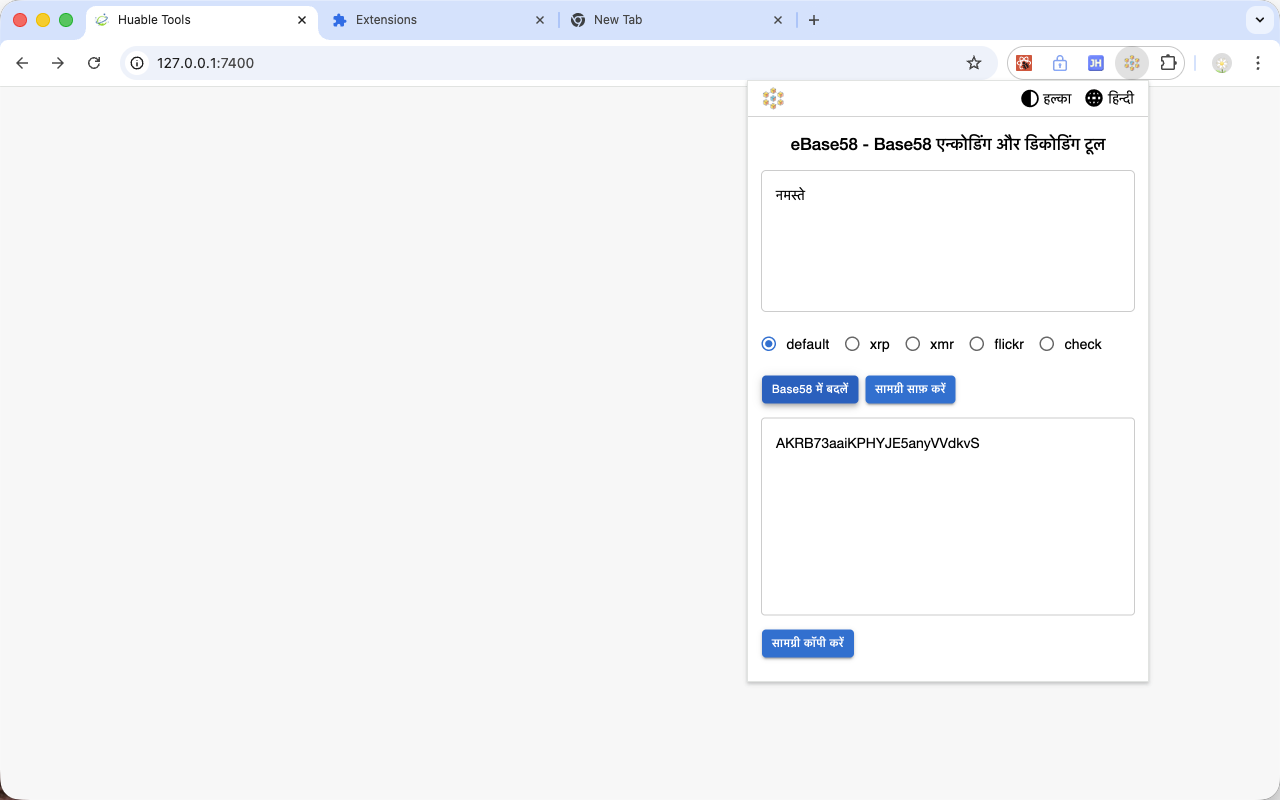 Huable Tools
Extensions
New Tab
127.0.0.1:7400
JH
हल्का
हिन्दी
eBase58 - Base58 एन्कोडिंग और डिकोडिंग टूल
नमस्ते
default xrp xmr flickr check
Base58 में बदलें सामग्री साफ़ करें
AKRB73aaiKPHYJE5anyVVdkvS
सामग्री कॉपी करें